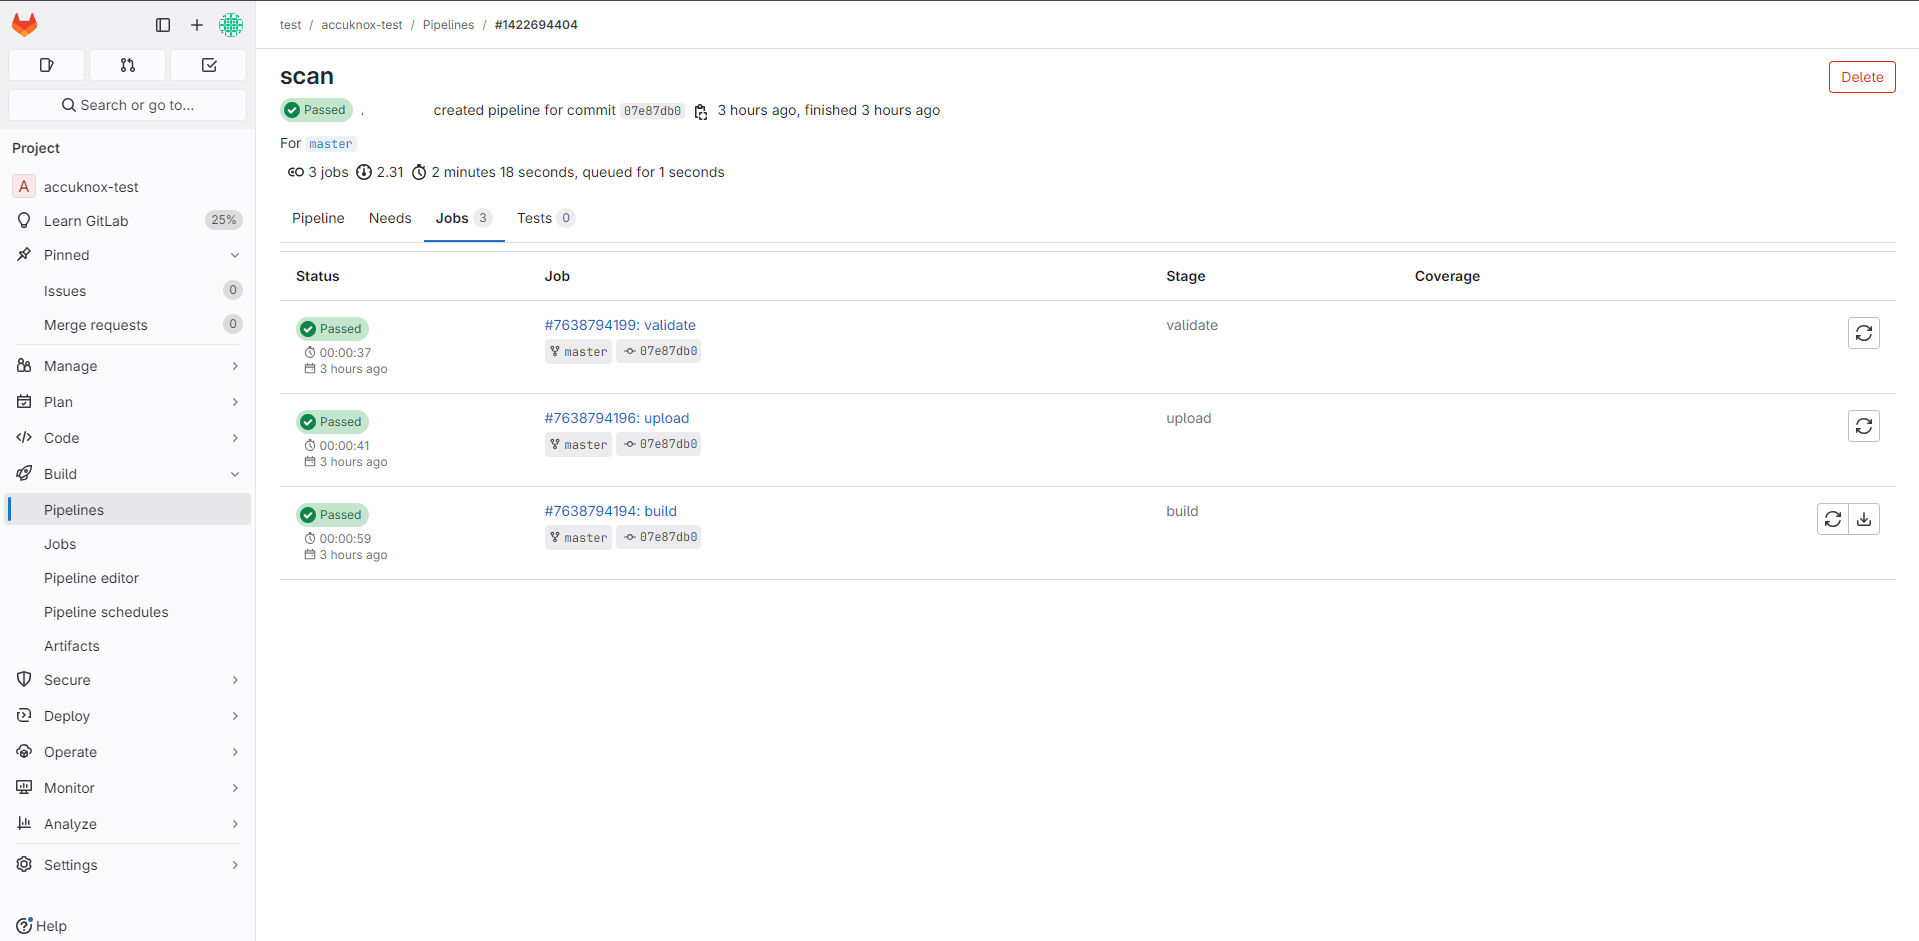 test / accuknox-test / Pipelines / #1422694404
Search or go to...
Project
A accuknox-test
Learn GitLab 25%
Pinned
Issues 0
Merge requests 0
Manage
Plan
Code
Build
Pipelines
Jobs
Pipeline editor
Pipeline schedules
Artifacts
Secure
Deploy
Operate
Monitor
Analyze
Settings
Help
scan
Delete
Passed . created pipeline for commit 07e87db0 3 hours ago, finished 3 hours ago
For master
3 jobs 2.31 2 minutes 18 seconds, queued for 1 seconds
Pipeline Needs Jobs 3 Tests 0
Status Job Stage Coverage
Passed #7638794199: validate validate
00:00:37 master 07e87db0
3 hours ago
Passed #7638794196: upload upload
00:00:41 master 07e87db0
3 hours ago
Passed #7638794194: build build
00:00:59 master 07e87db0
3 hours ago